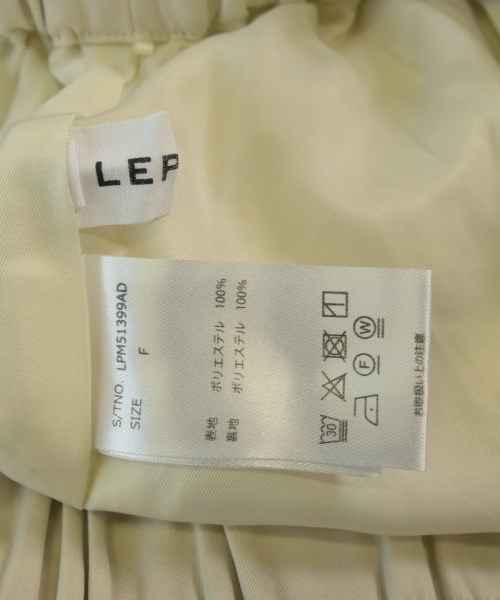 LEP
S/TNO. LPM51399AD
SIZE F
表地 ポリエステル 100%
裏地 ポリエステル 100%
30
F W
お取扱い上の注意